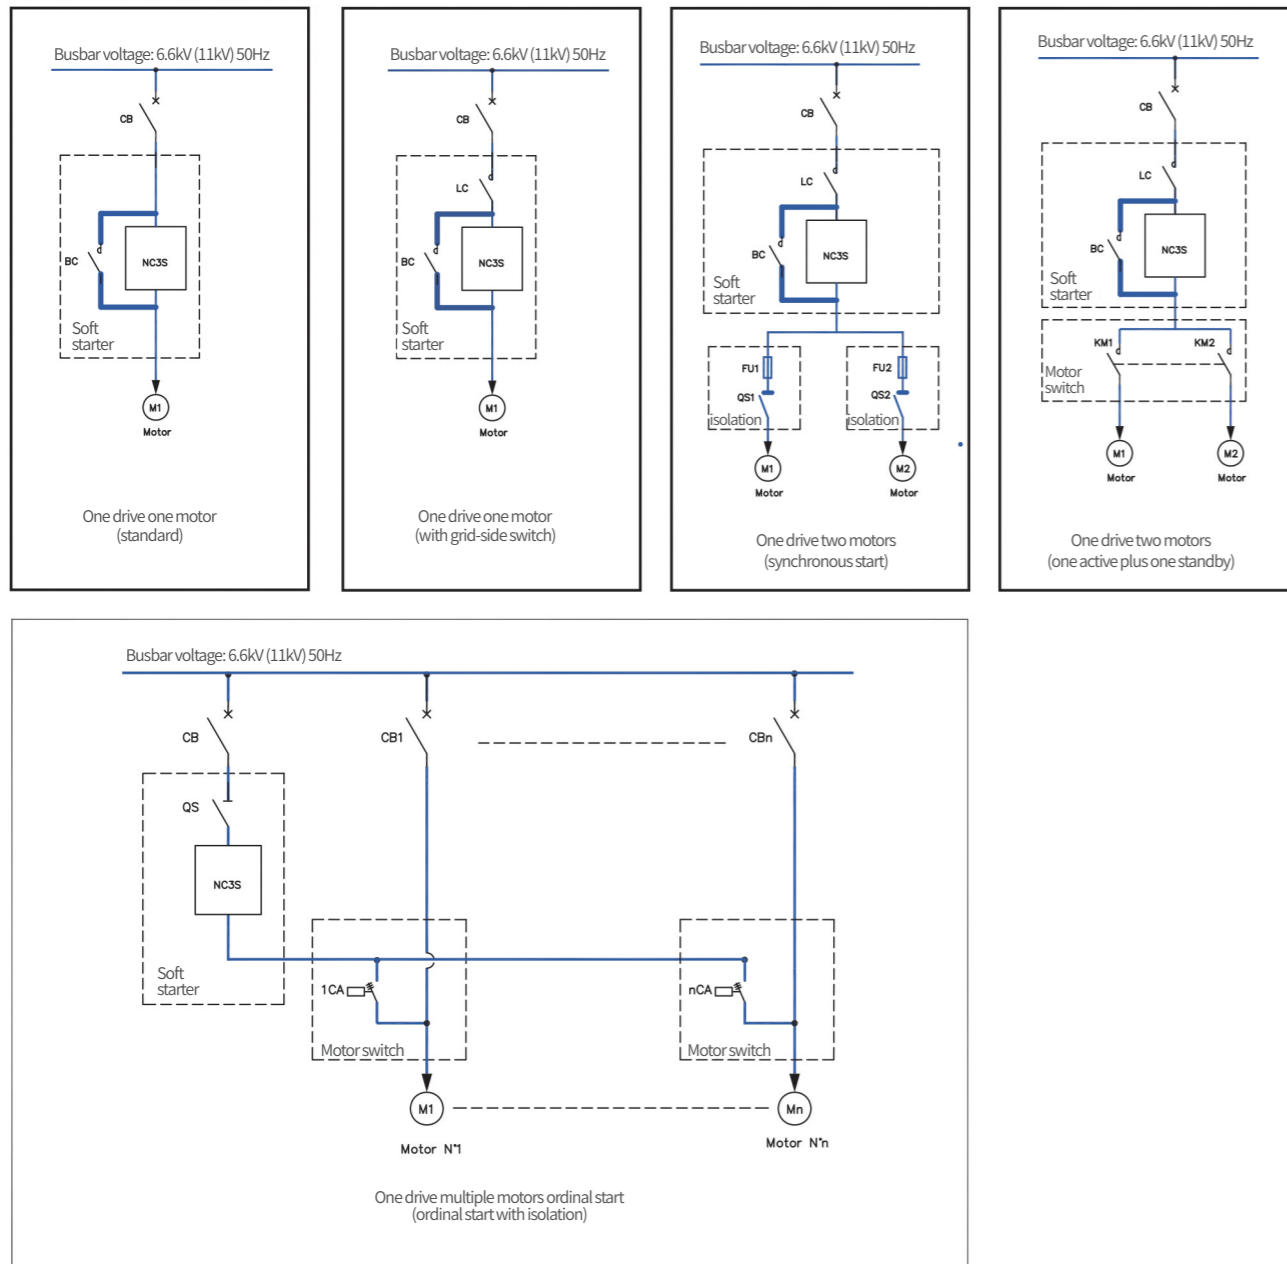 Busbar voltage: 6.6kV (11kV) 50Hz
CB
BC
NC3S
Soft
starter
M1
Motor
One drive one motor
(standard)
Busbar voltage: 6.6kV (11kV) 50Hz
CB
LC
BC
NC3S
Soft
starter
M1
Motor
One drive one motor
(with grid-side switch)
Busbar voltage: 6.6kV (11kV) 50Hz
CB
LC
BC
NC3S
Soft
starter
FU1
QS1
isolation
FU2
QS2
isolation
M1
Motor
M2
Motor
One drive two motors
(synchronous start)
Busbar voltage: 6.6kV (11kV) 50Hz
CB
LC
BC
NC3S
Soft
starter
KM1
KM2
Motor
switch
M1
Motor
M2
Motor
One drive two motors
(one active plus one standby)
Busbar voltage: 6.6kV (11kV) 50Hz
CB
CB1
CBn
QS
NC3S
Soft
starter
1CA
Motor switch
nCA
Motor switch
M1
Motor N°1
Mn
Motor N°n
One drive multiple motors ordinal start
(ordinal start with isolation)